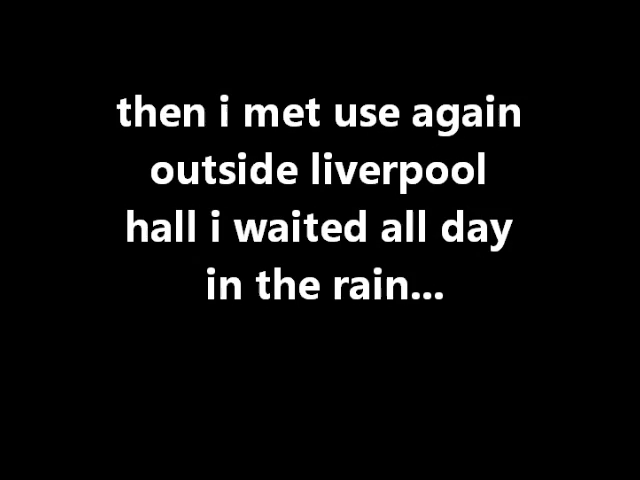 then i met use again
outside liverpool
hall i waited all day
in the rain...